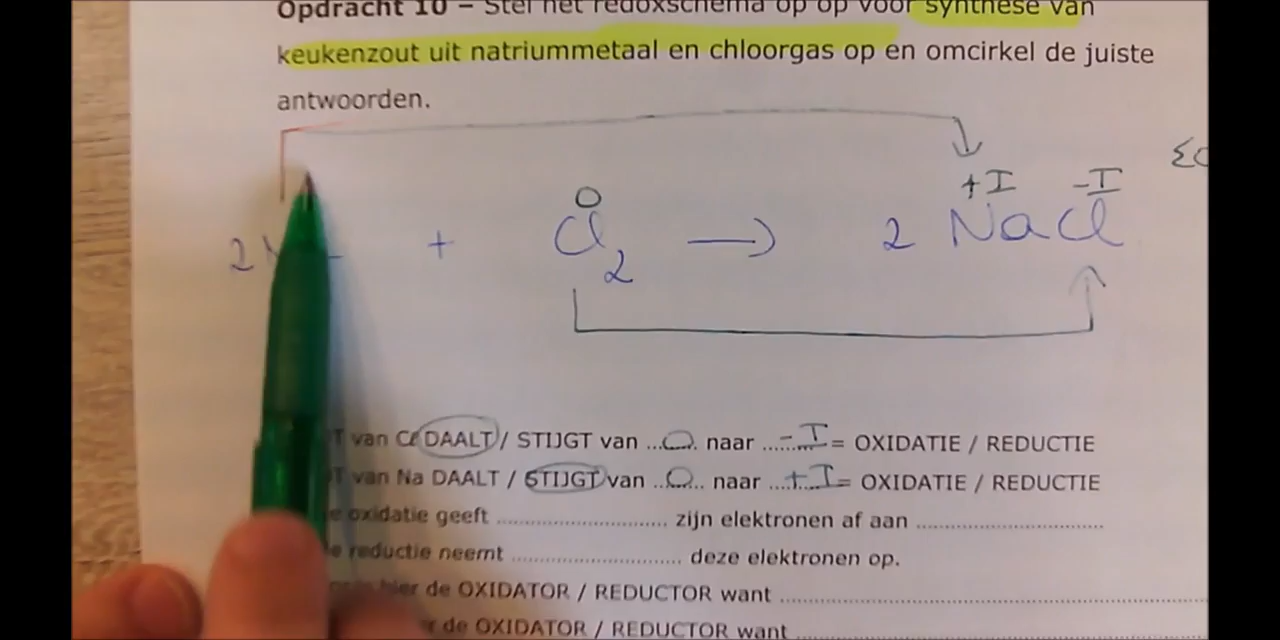 Opdracht 10 – Stel het redoxschema op op voor synthese van
keukenzout uit natriummetaal en chloorgas op en omcirkel de juiste
antwoorden.
0 +I -I
2 + Cl2 → 2 NaCl
van Cl DAALT / STIJGT van ...0... naar ...-I = OXIDATIE / REDUCTIE
van Na DAALT / STIJGT van ...0... naar ...+I = OXIDATIE / REDUCTIE
oxidatie geeft ........................ zijn elektronen af aan ..........................
reductie neemt ........................ deze elektronen op.
hier de OXIDATOR / REDUCTOR want ............................................................
de OXIDATOR / REDUCTOR want ............................................................